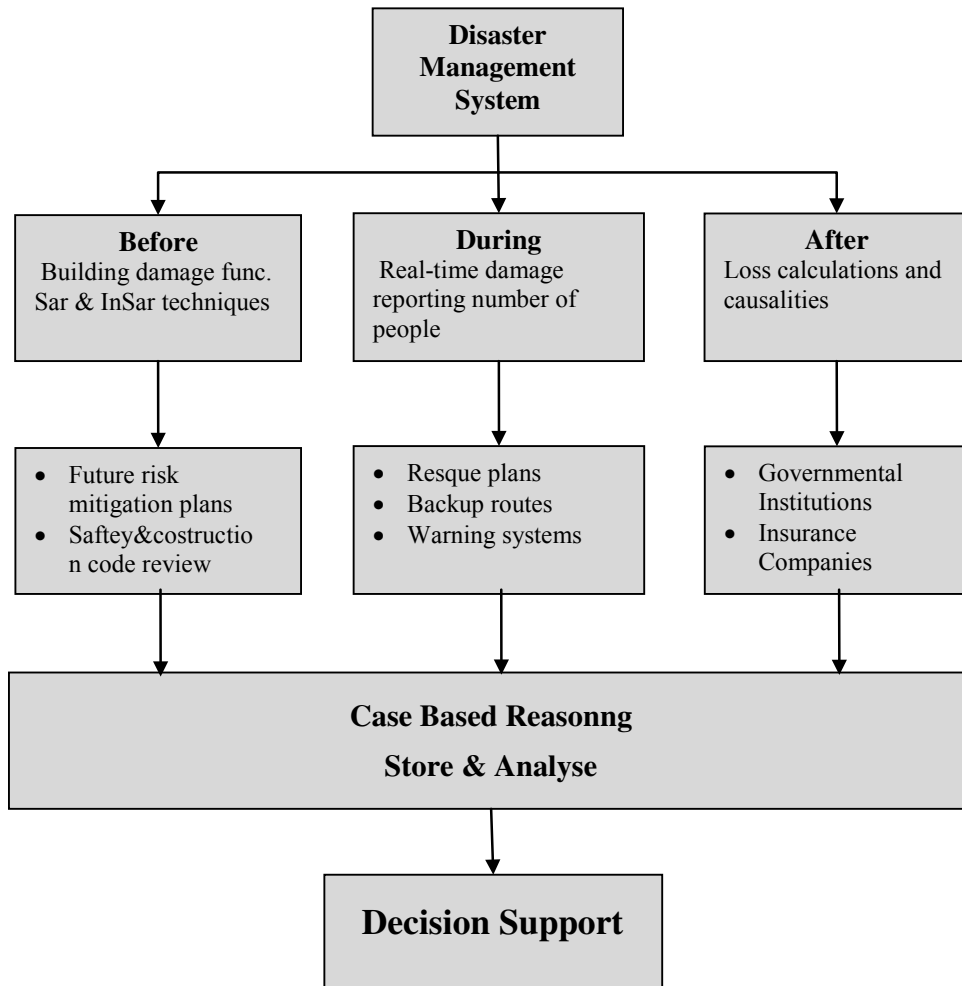 Disaster
Management
System
Before
Building damage func.
Sar & InSar techniques
During
Real-time damage
reporting number of
people
After
Loss calculations and
causalities
• Future risk
mitigation plans
• Saftey&costructio
n code review
• Resque plans
• Backup routes
• Warning systems
• Governmental
Institutions
• Insurance
Companies
Case Based Reasonng
Store & Analyse
Decision Support